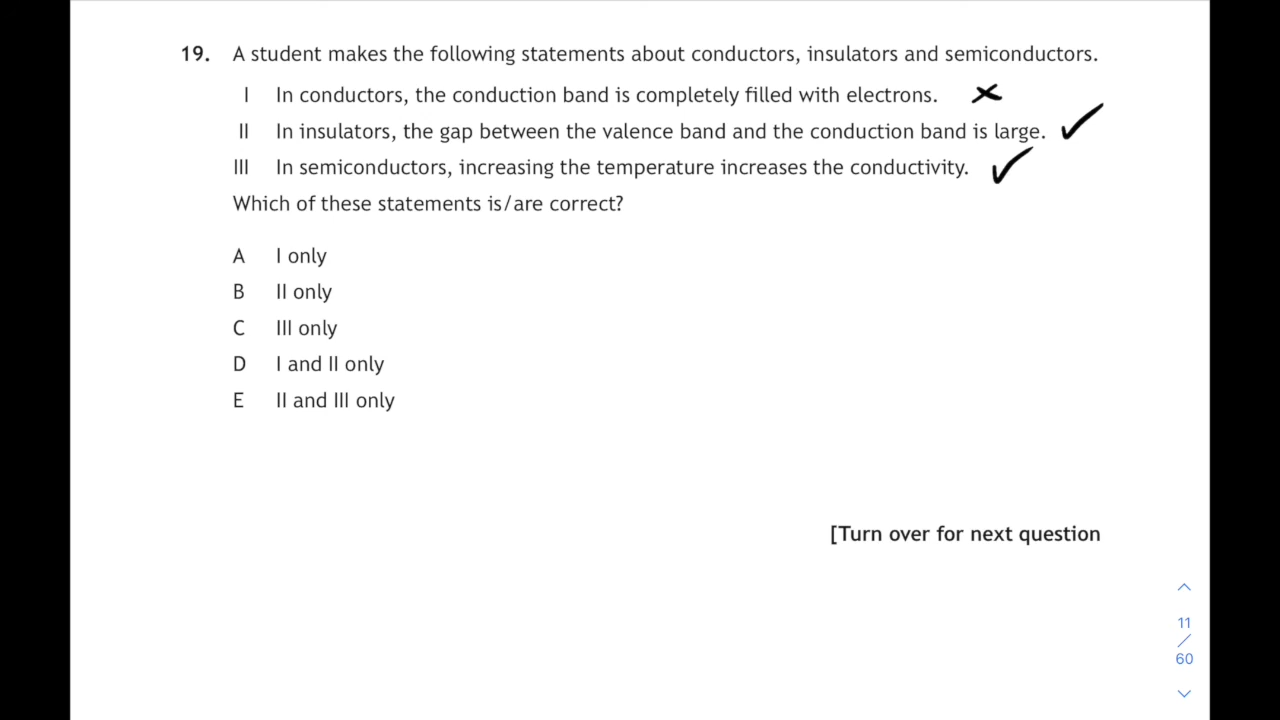 19. A student makes the following statements about conductors, insulators and semiconductors.
I In conductors, the conduction band is completely filled with electrons.
II In insulators, the gap between the valence band and the conduction band is large.
III In semiconductors, increasing the temperature increases the conductivity.
Which of these statements is/are correct?
A I only
B II only
C III only
D I and II only
E II and III only
[Turn over for next question
11
/
60